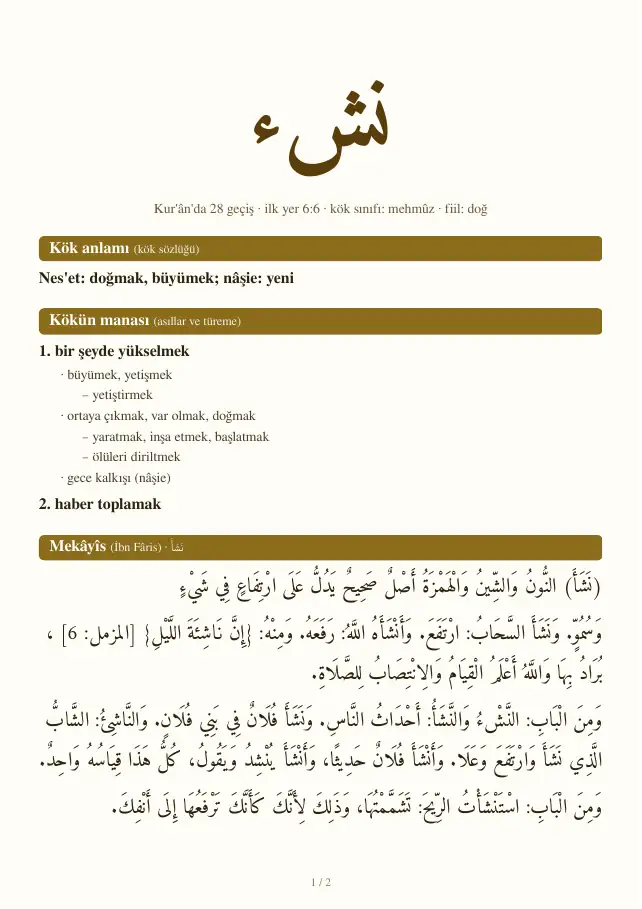 نشء
Kur'ân'da 28 geçiş · ilk yer 6:6 · kök sınıfı: mehmûz · fiil: doğ
Kök anlamı (kök sözlüğü)
Nes'et: doğmak, büyümek; nâşie: yeni
Kökün manası (asıllar ve türeme)
1. bir şeyde yükselmek
· büyümek, yetişmek
– yetiştirmek
· ortaya çıkmak, var olmak, doğmak
– yaratmak, inşa etmek, başlatmak
– ölüleri diriltmek
· gece kalkışı (nâşie)
2. haber toplamak
Mekâyîs (İbn Fâris) · نَشَأَ
(نَشَأَ) النُّونُ وَالشِّينُ وَالْهَمْزَةُ أَصْلٌ صَحِيحٌ يَدُلُّ عَلَى ارْتِفَاعٍ فِي شَيْءٍ
وَسُمُوٍّ. وَنَشَأَ السَّحَابُ: ارْتَفَعَ. وَأَنْشَأَهُ اللَّهُ: رَفَعَهُ. وَمِنْهُ: {إِنَّ نَاشِئَةَ اللَّيْلِ} [المزمل: 6] ،
يُرَادُ بِهَا وَاللَّهُ أَعْلَمُ الْقِيَامُ وَالِانْتِصَابُ لِلصَّلَاةِ.
وَمِنَ الْبَابِ: النَّشْءُ وَالنَّشَأُ: أَحْدَاثُ النَّاسِ. وَنَشَأَ فُلَانٌ فِي بَنِي فُلَانٍ. وَالنَّاشِئُ: الشَّابُّ
الَّذِي نَشَأَ وَارْتَفَعَ وَعَلَا. وَأَنْشَأَ فُلَانٌ حَدِيثًا، وَأَنْشَأَ يُنْشِدُ وَيَقُولُ، كُلُّ هَذَا قِيَاسُهُ وَاحِدٌ.
وَمِنَ الْبَابِ: اسْتَنْشَأْتُ الرِّيحَ: تَشَمَّمْتُهَا، وَذَلِكَ لِأَنَّكَ كَأَنَّكَ تَرْفَعُهَا إِلَى أَنْفِكَ.
1 / 2